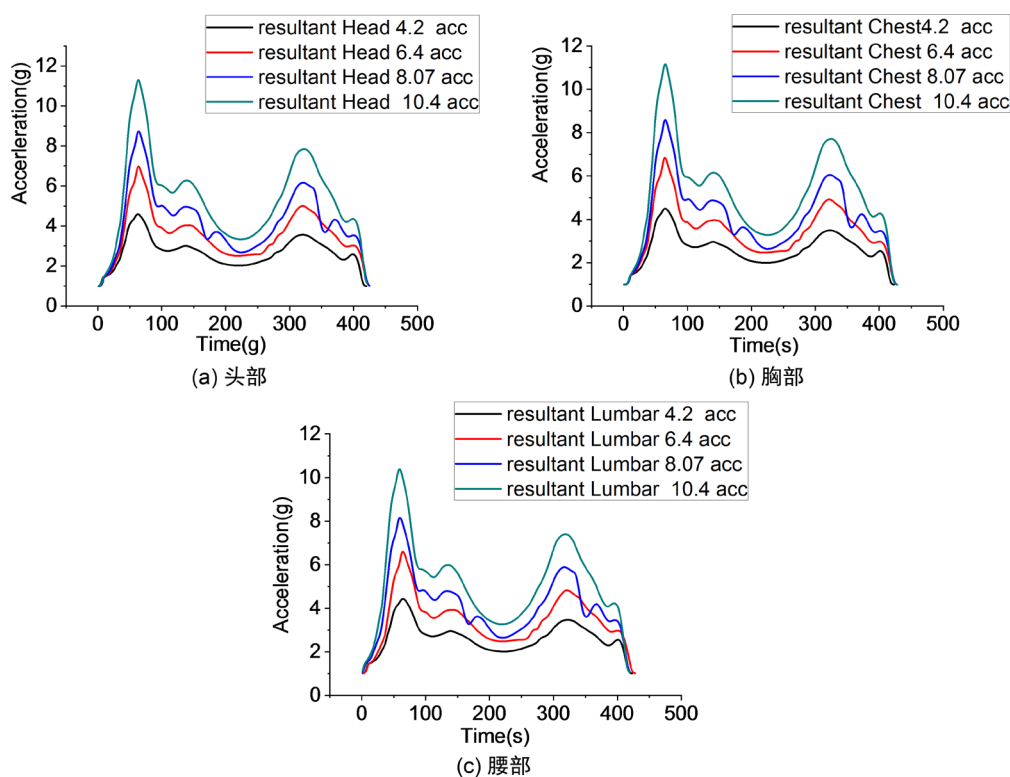 resultant Head 4.2 acc
resultant Head 6.4 acc
resultant Head 8.07 acc
resultant Head 10.4 acc
Accerleration(g)
12
10
8
6
4
2
0
0 100 200 300 400 500
Time(g)
(a) 头部
resultant Chest4.2 acc
resultant Chest 6.4 acc
resultant Chest 8.07 acc
resultant Chest 10.4 acc
Acceleration(g)
12
10
8
6
4
2
0
0 100 200 300 400 500
Time(s)
(b) 胸部
resultant Lumbar 4.2 acc
resultant Lumbar 6.4 acc
resultant Lumbar 8.07 acc
resultant Lumbar 10.4 acc
Acceleration(g)
12
10
8
6
4
2
0
0 100 200 300 400 500
Time(s)
(c) 腰部